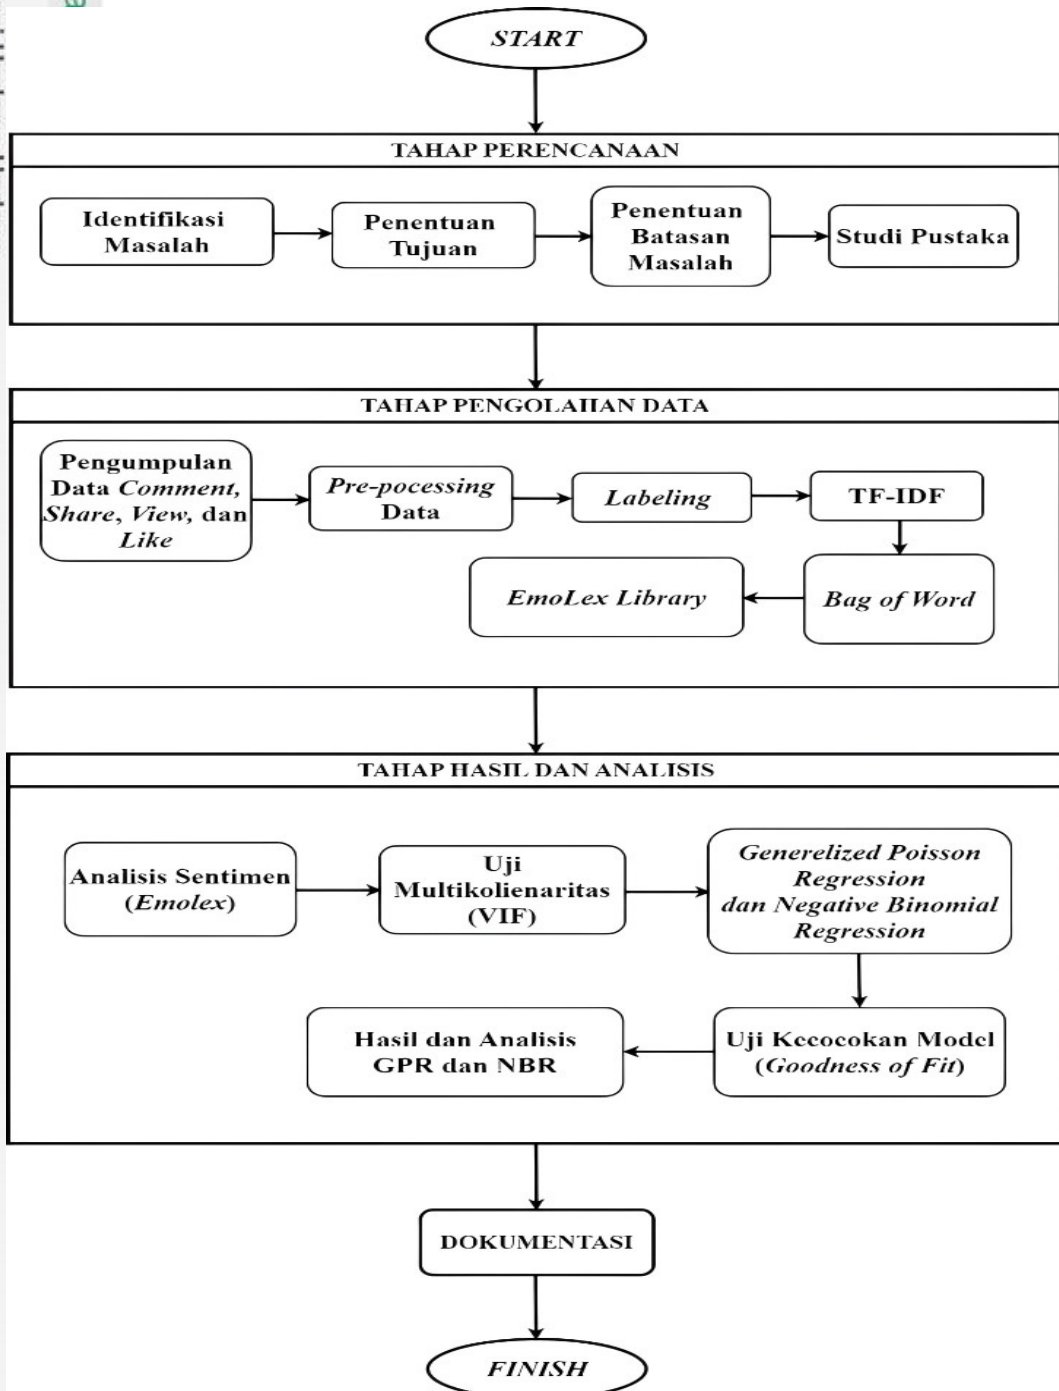 START
TAHAP PERENCANAAN
Identifikasi
Masalah
Penentuan
Tujuan
Penentuan
Batasan
Masalah
Studi Pustaka
TAHAP PENGOLAHAN DATA
Pengumpulan
Data Comment,
Share, View, dan
Like
Pre-pocessing
Data
Labeling
TF-IDF
EmoLex Library
Bag of Word
TAHAP HASIL DAN ANALISIS
Analisis Sentimen
(Emolex)
Uji
Multikolienaritas
(VIF)
Generelized Poisson
Regression
dan Negative Binomial
Regression
Hasil dan Analisis
GPR dan NBR
Uji Kecocokan Model
(Goodness of Fit)
DOKUMENTASI
FINISH